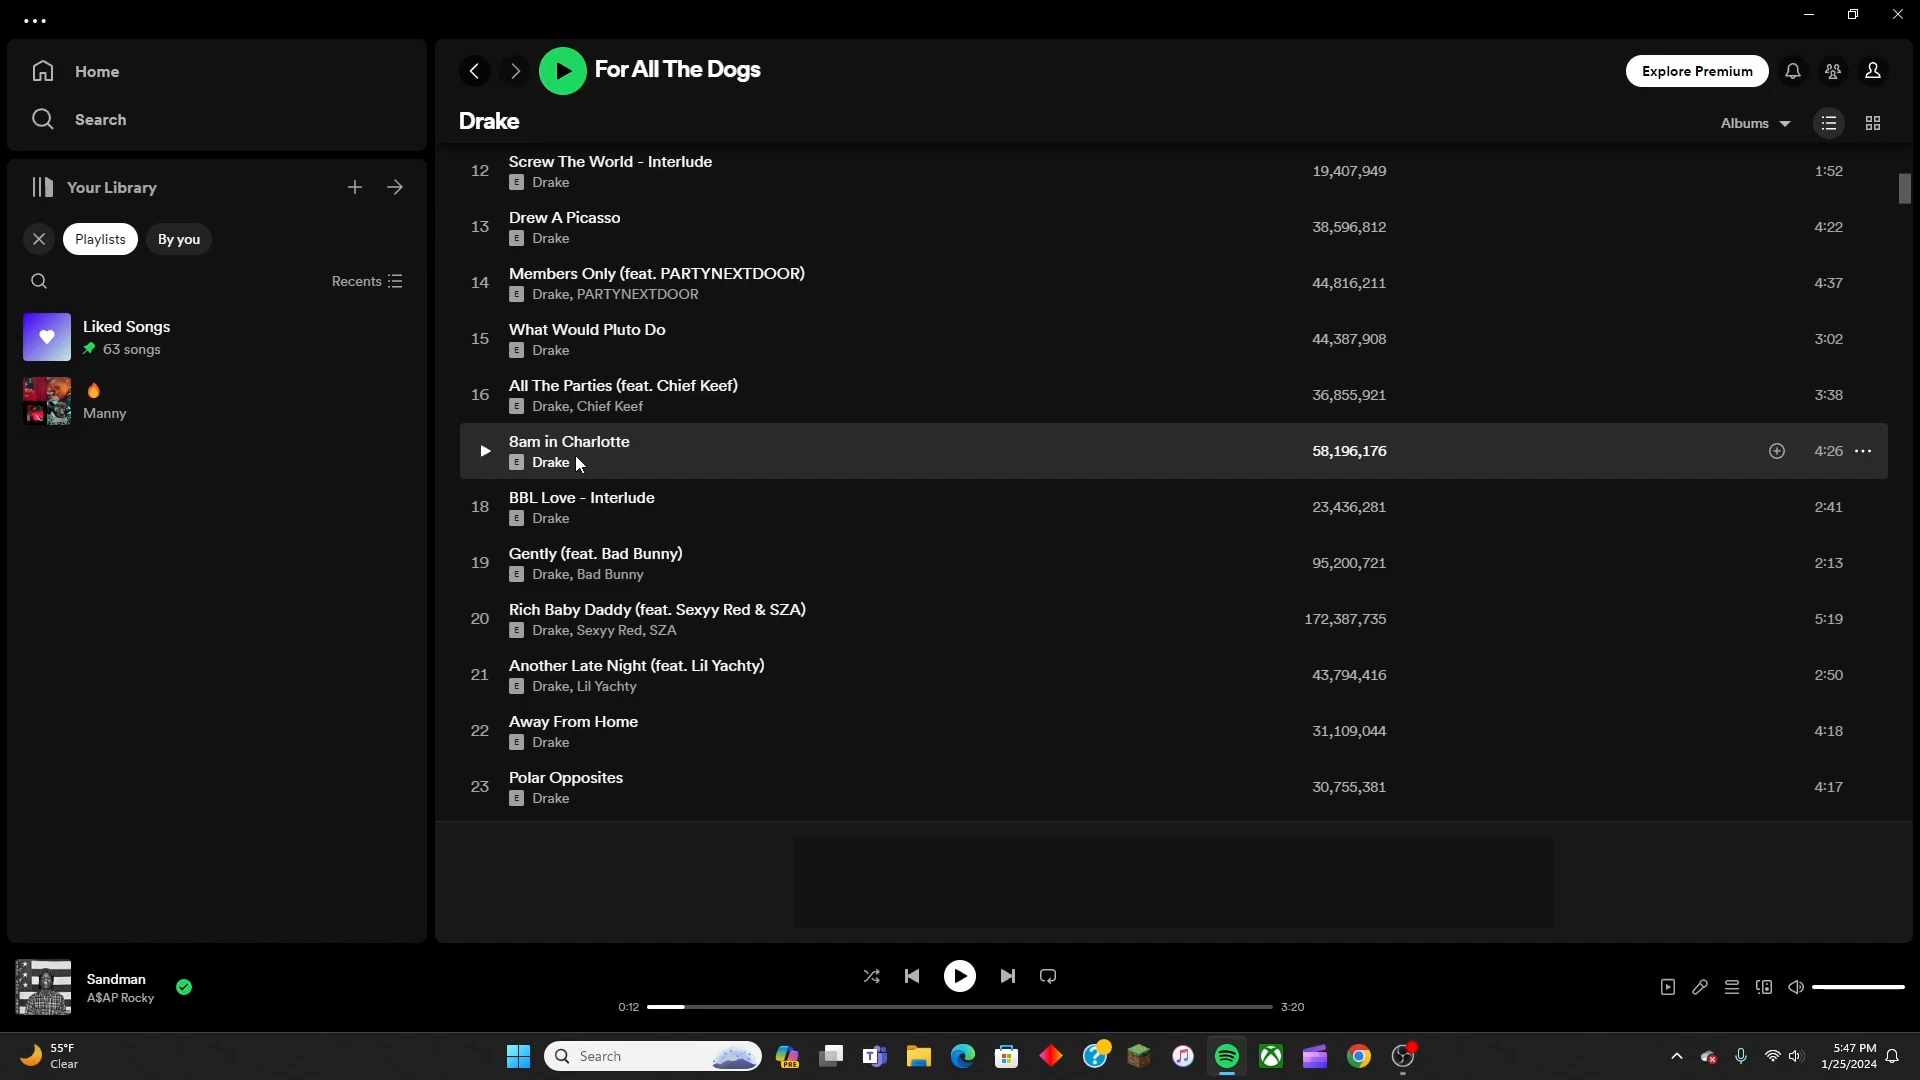 Home
Search
Your Library
Playlists
By you
Recents
Liked Songs
63 songs
Manny
For All The Dogs
Explore Premium
Drake
Albums
12 Screw The World - Interlude 19,407,949 1:52
E Drake
13 Drew A Picasso 38,596,812 4:22
E Drake
14 Members Only (feat. PARTYNEXTDOOR) 44,816,211 4:37
E Drake, PARTYNEXTDOOR
15 What Would Pluto Do 44,387,908 3:02
E Drake
16 All The Parties (feat. Chief Keef) 36,855,921 3:38
E Drake, Chief Keef
8am in Charlotte 58,196,176 4:26
E Drake
18 BBL Love - Interlude 23,436,281 2:41
E Drake
19 Gently (feat. Bad Bunny) 95,200,721 2:13
E Drake, Bad Bunny
20 Rich Baby Daddy (feat. Sexyy Red & SZA) 172,387,735 5:19
E Drake, Sexyy Red, SZA
21 Another Late Night (feat. Lil Yachty) 43,794,416 2:50
E Drake, Lil Yachty
22 Away From Home 31,109,044 4:18
E Drake
23 Polar Opposites 30,755,381 4:17
E Drake
Sandman
A$AP Rocky
0:12
3:20
55°F
Clear
Search
PRE
5:47 PM
1/25/2024